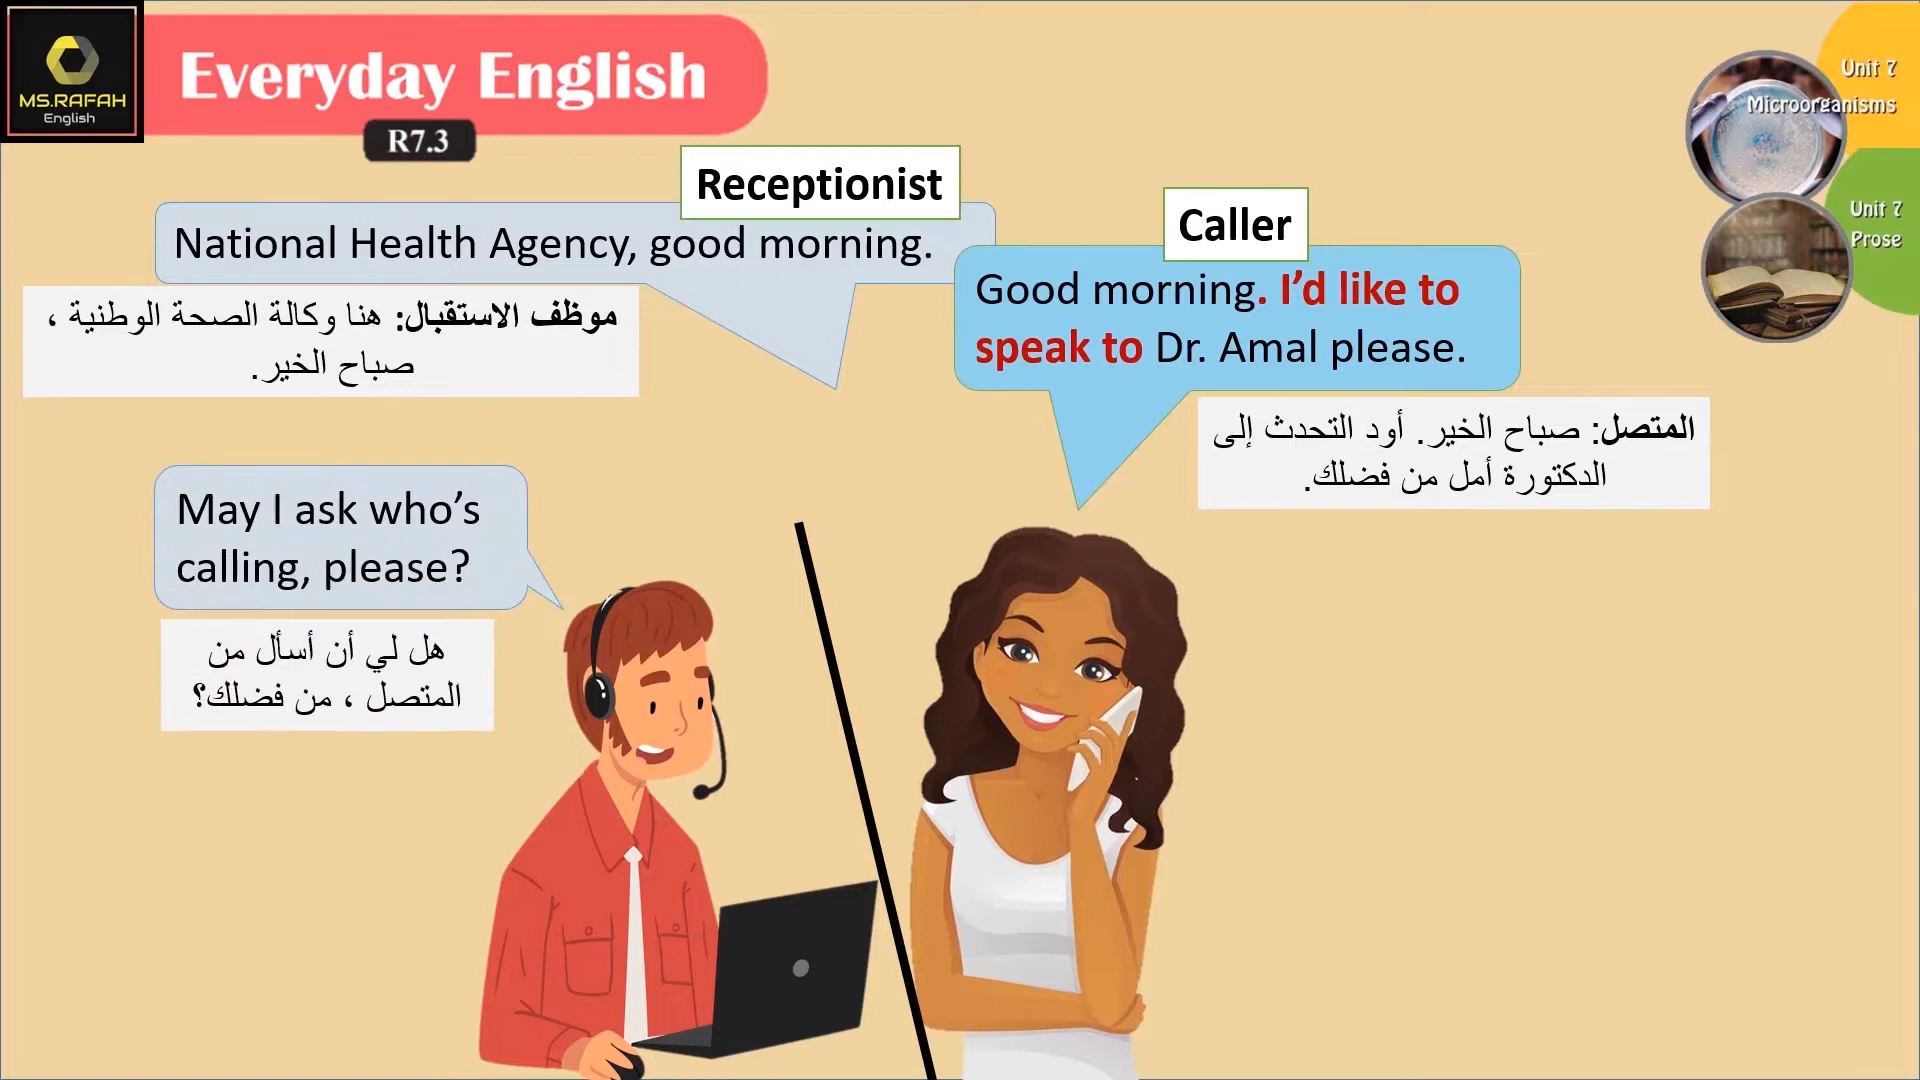 MS.RAFAH
English
Everyday English
R7.3
Unit 7
Microorganisms
Unit 7
Prose
Receptionist
National Health Agency, good morning.
موظف الاستقبال: هنا وكالة الصحة الوطنية ،
صباح الخير.
Caller
Good morning. I’d like to
speak to Dr. Amal please.
المتصل: صباح الخير. أود التحدث إلى
الدكتورة أمل من فضلك.
May I ask who’s
calling, please?
هل لي أن أسأل من
المتصل ، من فضلك؟